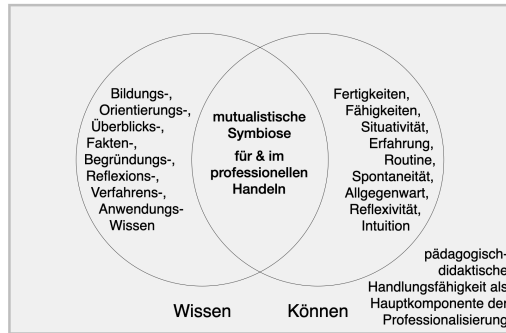 Bildungs-,
Orientierungs-,
Überblicks-,
Fakten-,
Begründungs-,
Reflexions-,
Verfahrens-,
Anwendungs-
Wissen
mutualistische
Symbiose
für & im
professionellen
Handeln
Fertigkeiten,
Fähigkeiten,
Situativität,
Erfahrung,
Routine,
Spontaneität,
Allgegenwart,
Reflexivität,
Intuition
Wissen
Können
pädagogisch-
didaktische
Handlungsfähigkeit als
Hauptkomponente der
Professionalisierung